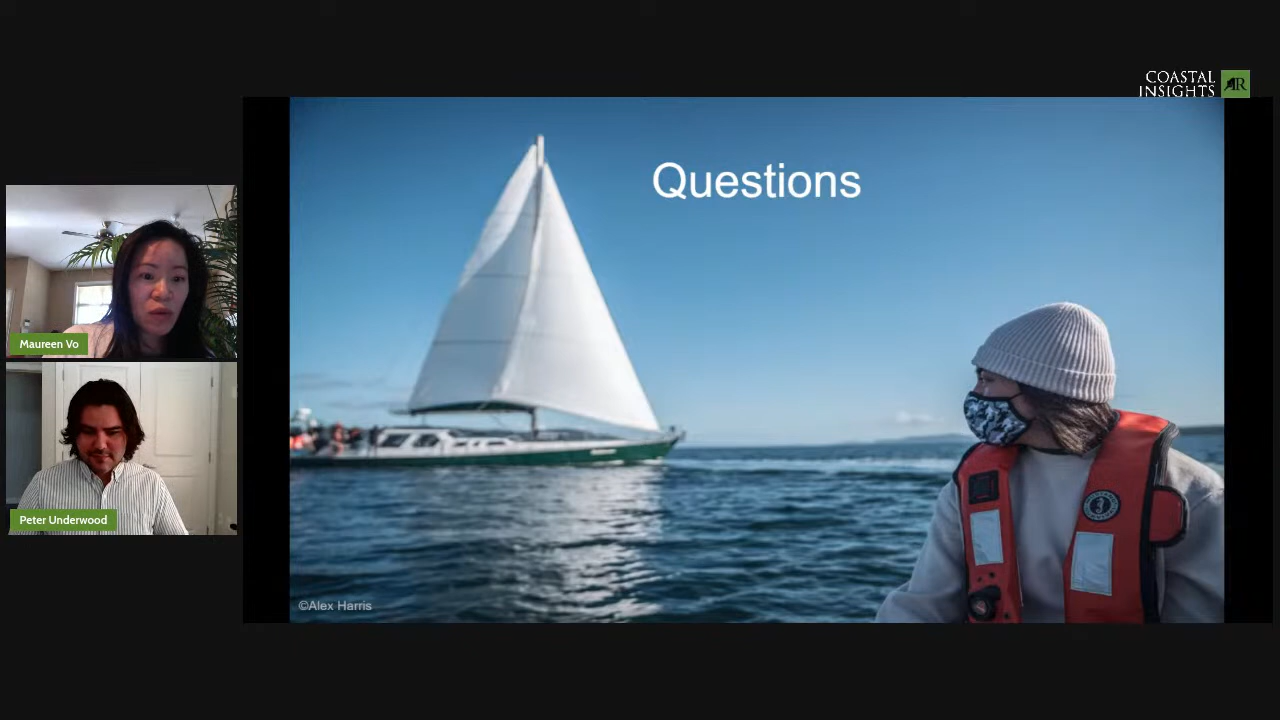 COASTAL
INSIGHTS
Questions
Maureen Vo
Peter Underwood
©Alex Harris